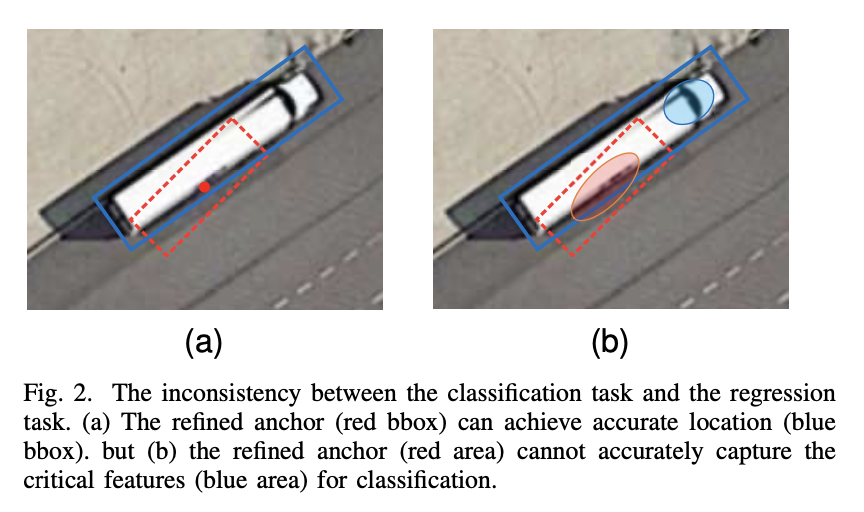 (a) (b)
Fig. 2. The inconsistency between the classification task and the regression
task. (a) The refined anchor (red bbox) can achieve accurate location (blue
bbox). but (b) the refined anchor (red area) cannot accurately capture the
critical features (blue area) for classification.